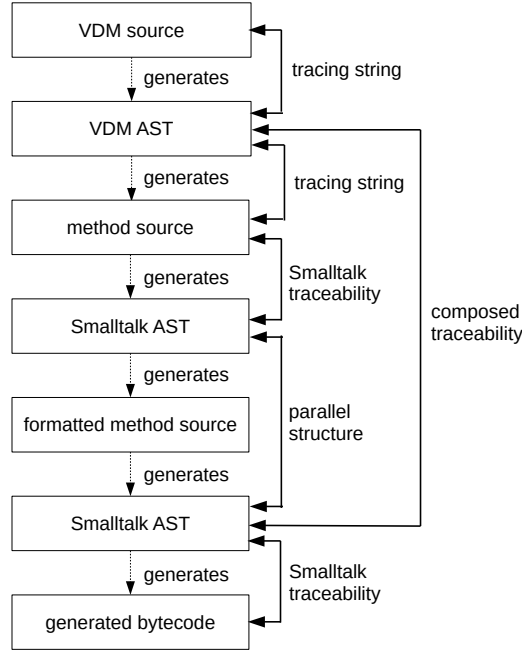 VDM source
generates
tracing string
VDM AST
generates
tracing string
method source
generates
Smalltalk
traceability
composed
traceability
Smalltalk AST
generates
parallel
structure
formatted method source
generates
Smalltalk AST
generates
Smalltalk
traceability
generated bytecode